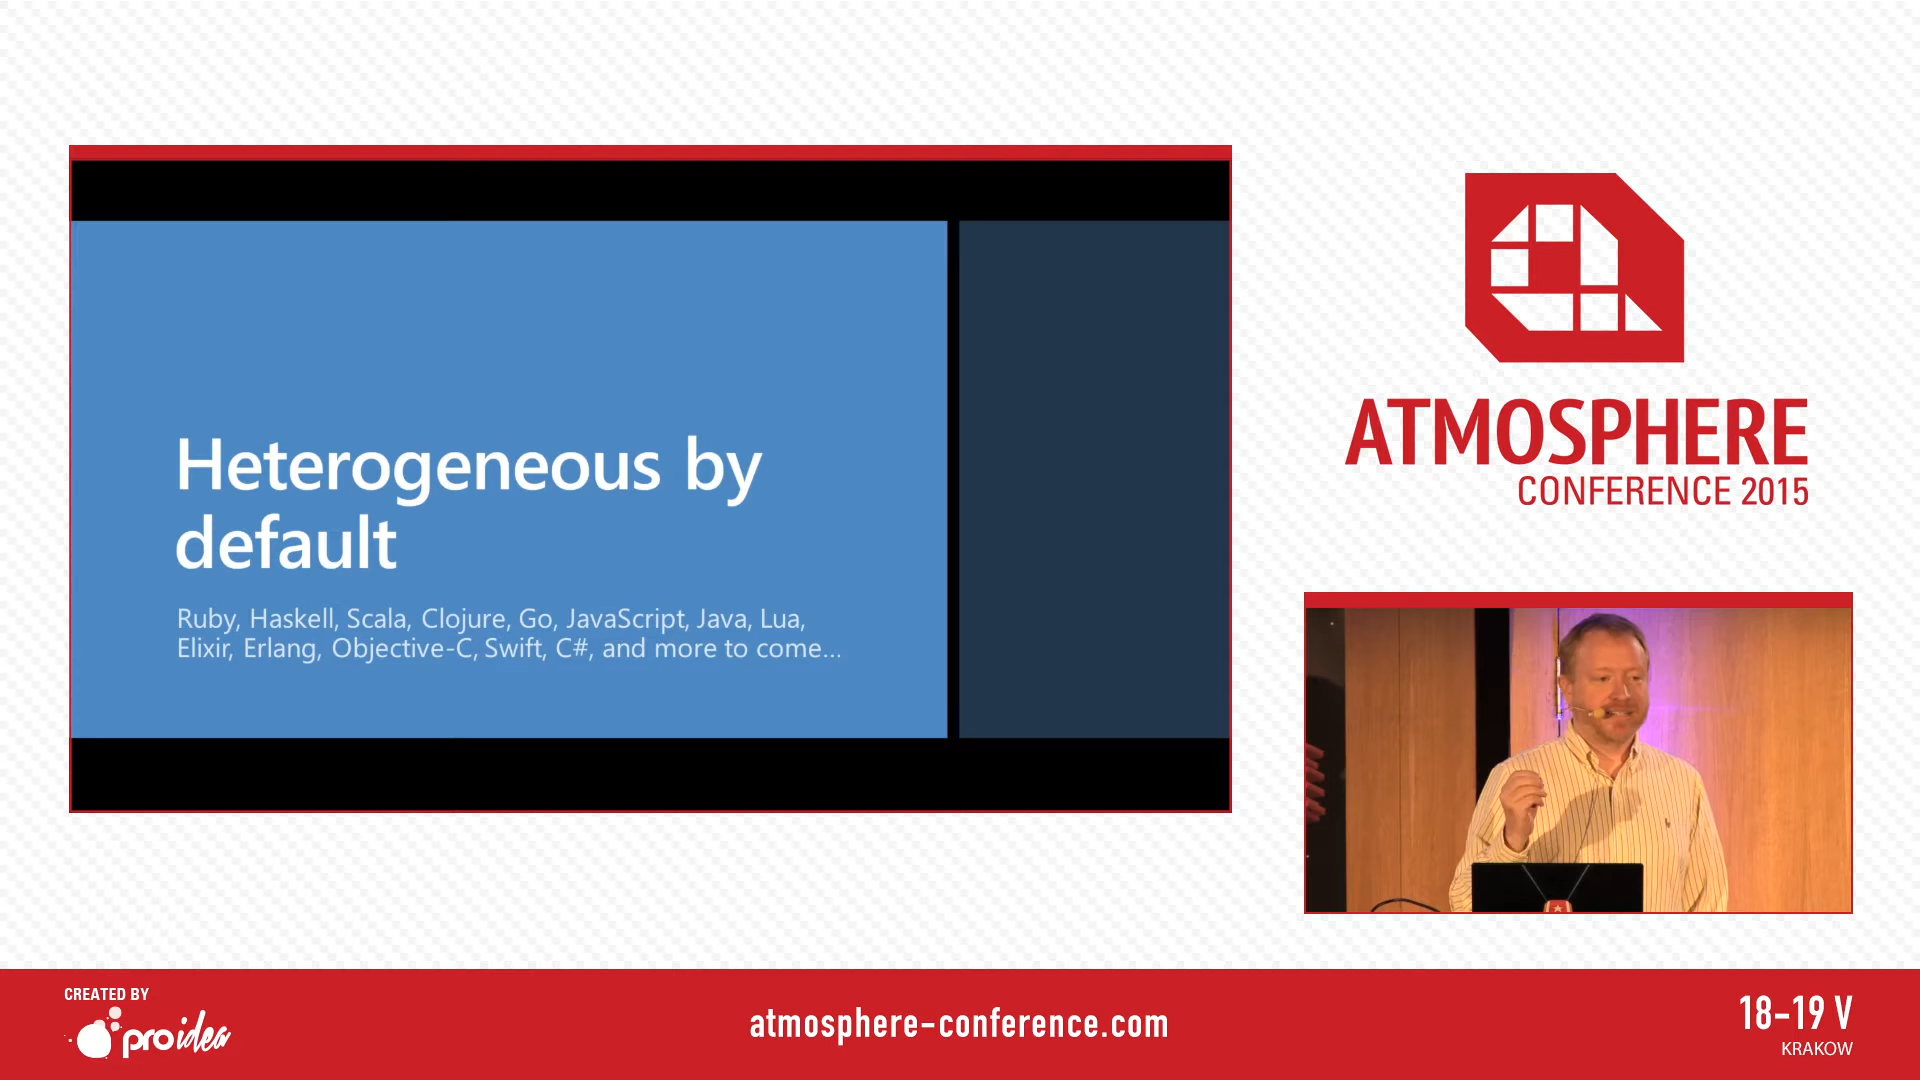 Heterogeneous by
default
Ruby, Haskell, Scala, Clojure, Go, JavaScript, Java, Lua,
Elixir, Erlang, Objective-C, Swift, C#, and more to come...
ATMOSPHERE
CONFERENCE 2015
CREATED BY
proidea
atmosphere-conference.com
18-19 V
KRAKOW